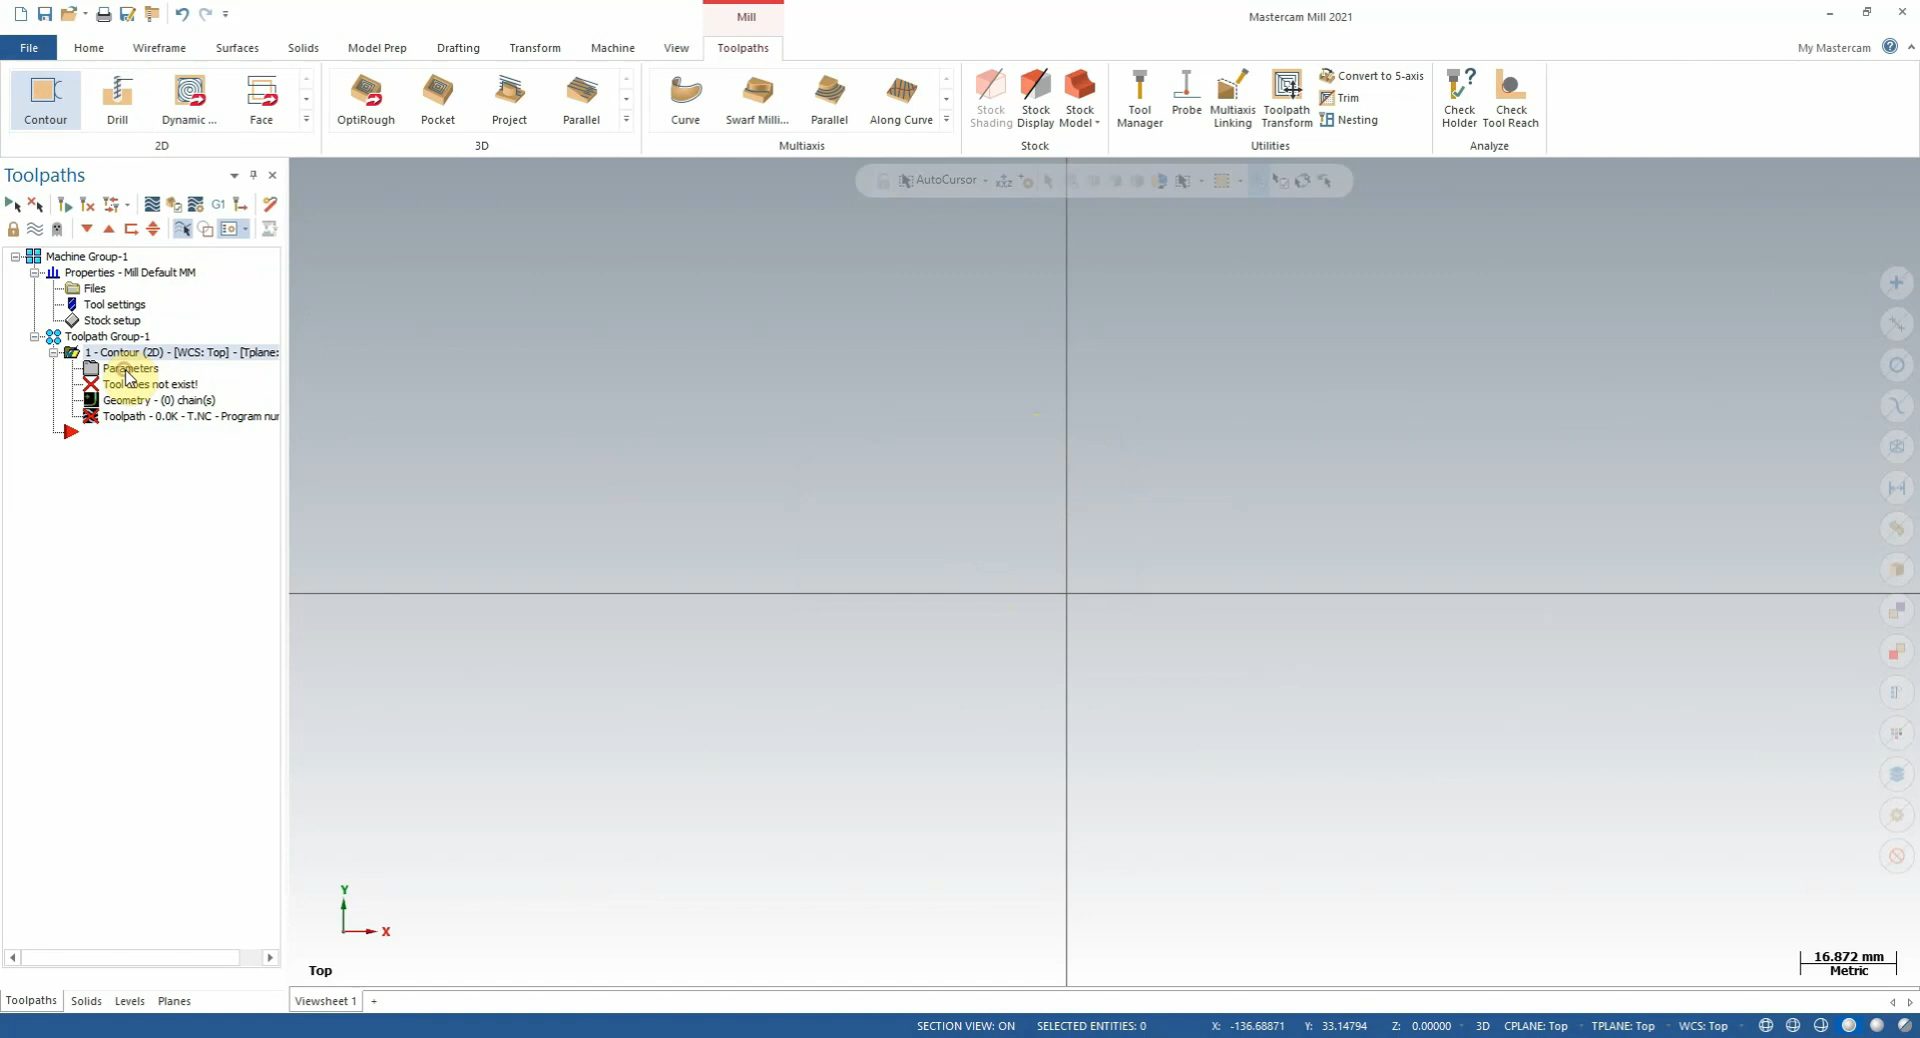 Mill
Mastercam Mill 2021
File Home Wireframe Surfaces Solids Model Prep Drafting Transform Machine View Toolpaths My Mastercam
Contour Drill Dynamic ... Face
2D
OptiRough Pocket Project Parallel
3D
Curve Swarf Milli... Parallel Along Curve
Multiaxis
Stock Shading Stock Display Stock Model
Stock
Tool Manager Probe Multiaxis Linking Toolpath Transform
Convert to 5-axis
Trim
Nesting
Utilities
Check Holder Check Tool Reach
Analyze
Toolpaths
G1
AutoCursor
Machine Group-1
Properties - Mill Default MM
Files
Tool settings
Stock setup
Toolpath Group-1
1 - Contour (2D) - [WCS: Top] - [Tplane:
Parameters
Tool does not exist!
Geometry - (0) chain(s)
Toolpath - 0.0K - T.NC - Program nur
Y
X
Top
16.872 mm
Metric
Toolpaths Solids Levels Planes
Viewsheet 1 +
SECTION VIEW: ON SELECTED ENTITIES: 0 X: -136.68871 Y: 33.14794 Z: 0.00000 3D CPLANE: Top TPLANE: Top WCS: Top